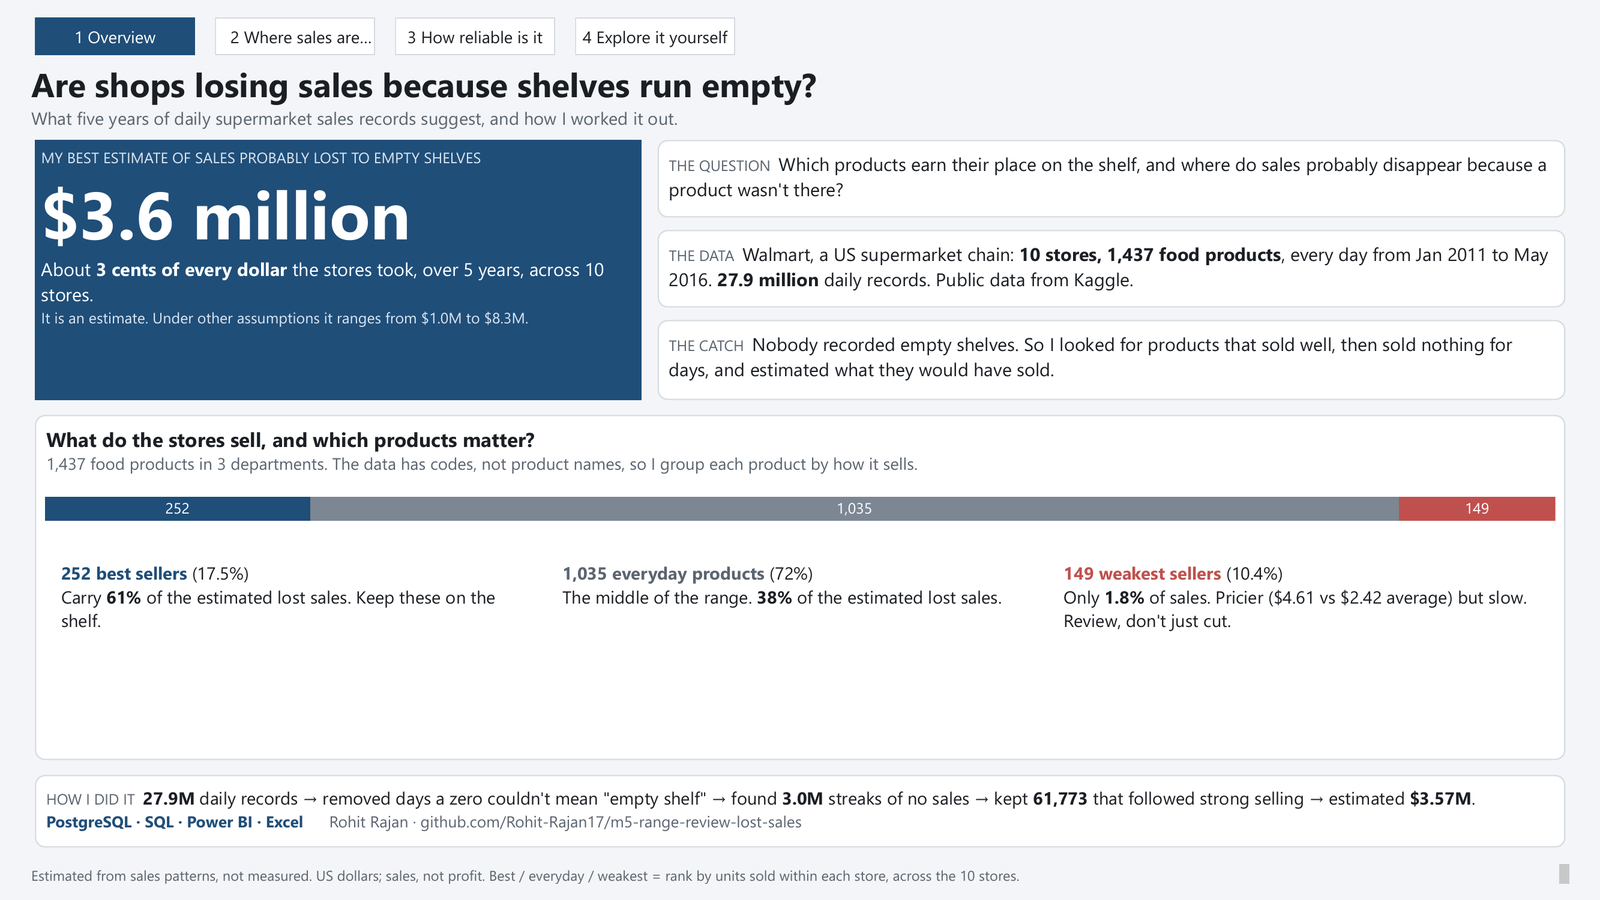 1 Overview
2 Where sales are...
3 How reliable is it
4 Explore it yourself
Are shops losing sales because shelves run empty?
What five years of daily supermarket sales records suggest, and how I worked it out.
MY BEST ESTIMATE OF SALES PROBABLY LOST TO EMPTY SHELVES
$3.6 million
About 3 cents of every dollar the stores took, over 5 years, across 10
stores.
It is an estimate. Under other assumptions it ranges from $1.0M to $8.3M.
THE QUESTION Which products earn their place on the shelf, and where do sales probably disappear because a
product wasn't there?
THE DATA Walmart, a US supermarket chain: 10 stores, 1,437 food products, every day from Jan 2011 to May
2016. 27.9 million daily records. Public data from Kaggle.
THE CATCH Nobody recorded empty shelves. So I looked for products that sold well, then sold nothing for
days, and estimated what they would have sold.
What do the stores sell, and which products matter?
1,437 food products in 3 departments. The data has codes, not product names, so I group each product by how it sells.
252
1,035
149
252 best sellers (17.5%)
Carry 61% of the estimated lost sales. Keep these on the
shelf.
1,035 everyday products (72%)
The middle of the range. 38% of the estimated lost sales.
149 weakest sellers (10.4%)
Only 1.8% of sales. Pricier ($4.61 vs $2.42 average) but slow.
Review, don't just cut.
HOW I DID IT 27.9M daily records → removed days a zero couldn't mean "empty shelf" → found 3.0M streaks of no sales → kept 61,773 that followed strong selling → estimated $3.57M.
PostgreSQL · SQL · Power BI · Excel Rohit Rajan · github.com/Rohit-Rajan17/m5-range-review-lost-sales
Estimated from sales patterns, not measured. US dollars; sales, not profit. Best / everyday / weakest = rank by units sold within each store, across the 10 stores.